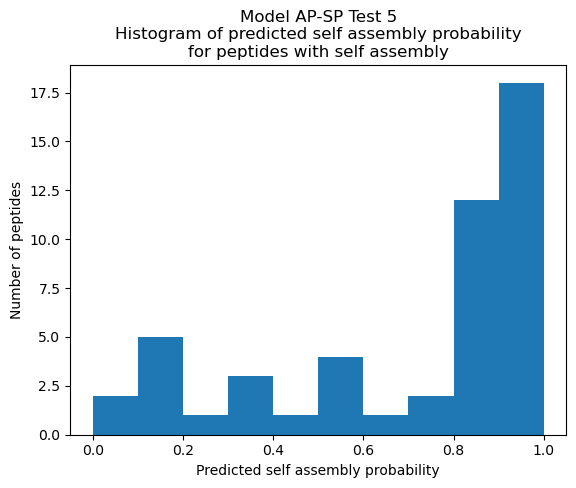 Model AP-SP Test 5
Histogram of predicted self assembly probability
for peptides with self assembly
Number of peptides
17.5
15.0
12.5
10.0
7.5
5.0
2.5
0.0
0.0 0.2 0.4 0.6 0.8 1.0
Predicted self assembly probability